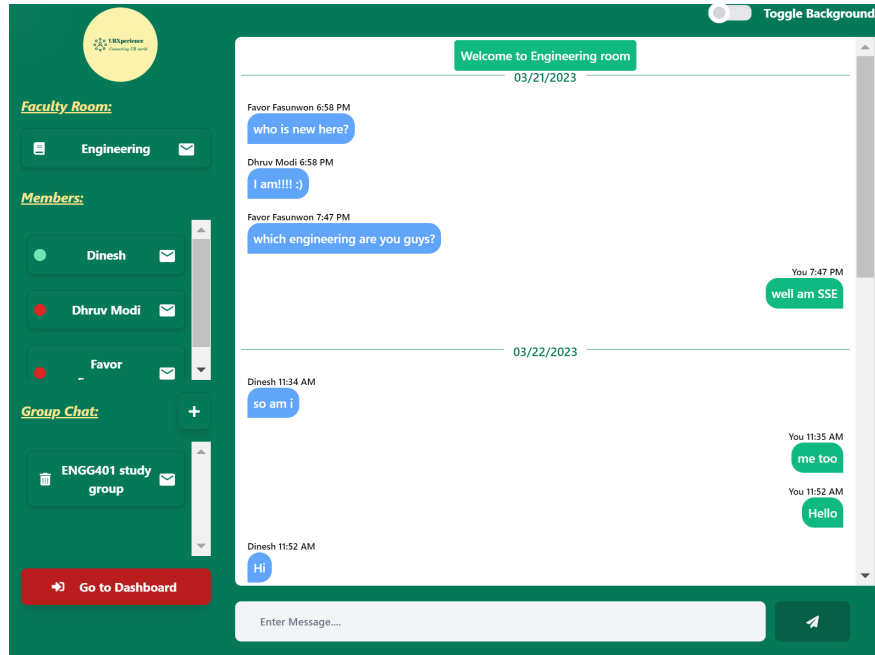 URXperience
Connecting UR world
Toggle Background
Faculty Room:
Engineering
Members:
Dinesh
Dhruv Modi
Favor
Group Chat:
+
ENGG401 study
group
Go to Dashboard
Welcome to Engineering room
03/21/2023
Favor Fasunwon 6:58 PM
who is new here?
Dhruv Modi 6:58 PM
I am!!!! :)
Favor Fasunwon 7:47 PM
which engineering are you guys?
You 7:47 PM
well am SSE
03/22/2023
Dinesh 11:34 AM
so am i
You 11:35 AM
me too
You 11:52 AM
Hello
Dinesh 11:52 AM
Hi
Enter Message....